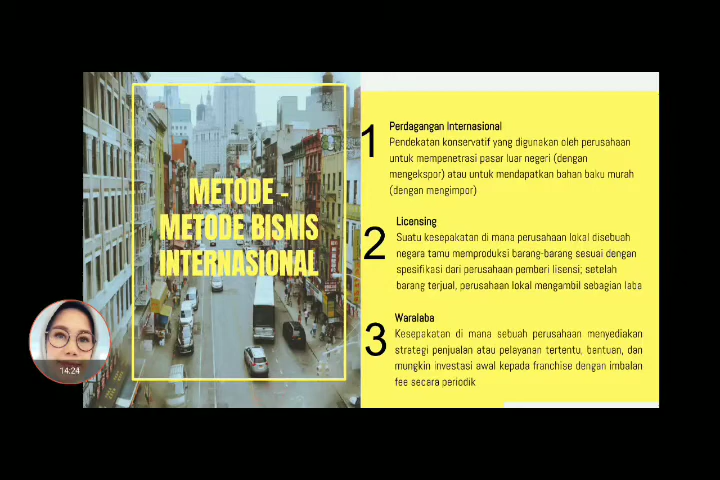 METODE -
METODE BISNIS
INTERNASIONAL
1
Perdagangan Internasional
Pendekatan konservatif yang digunakan oleh perusahaan
untuk mempenetrasi pasar luar negeri (dengan
mengekspor) atau untuk mendapatkan bahan baku murah
(dengan mengimpor)
2
Licensing
Suatu kesepakatan di mana perusahaan lokal disebuah
negara tamu memproduksi barang-barang sesuai dengan
spesifikasi dari perusahaan pemberi lisensi; setelah
barang terjual, perusahaan lokal mengambil sebagian laba
3
Waralaba
Kesepakatan di mana sebuah perusahaan menyediakan
strategi penjualan atau pelayanan tertentu, bantuan, dan
mungkin investasi awal kepada franchise dengan imbalan
fee secara periodik
14:24